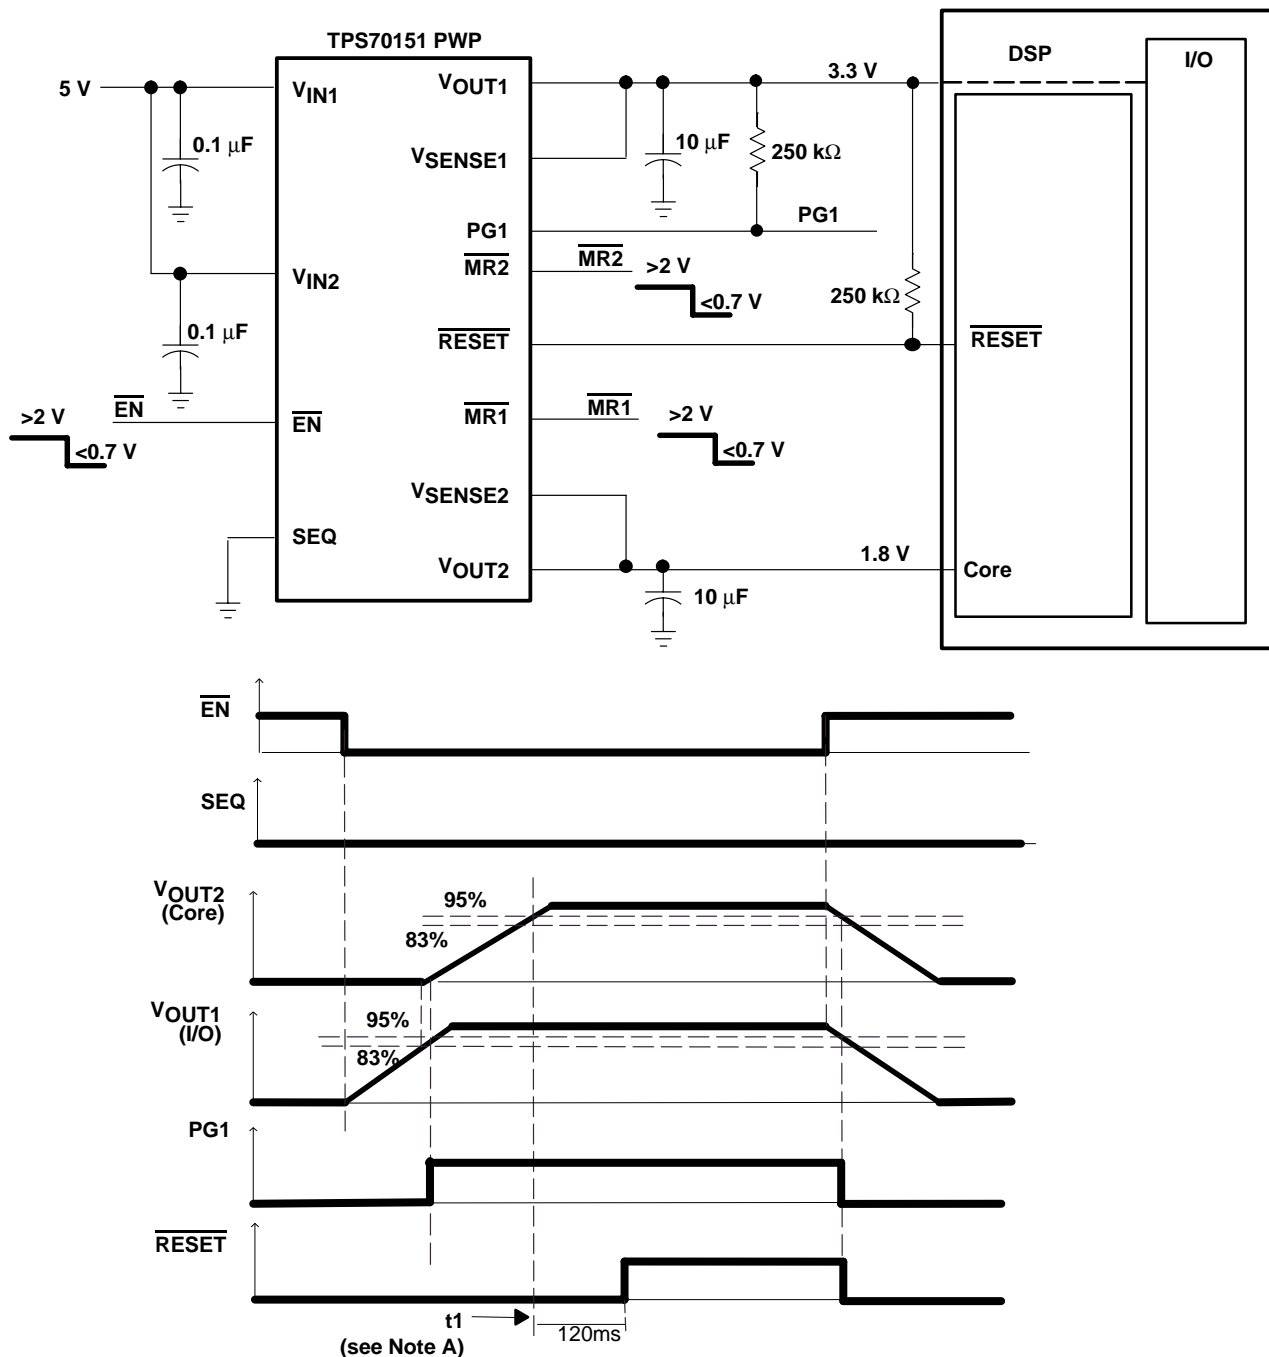 TPS70151 PWP
5 V
VIN1
0.1 μF
VIN2
0.1 μF
>2 V
EN
<0.7 V
EN
SEQ
VOUT1
VSENSE1
PG1
MR2
RESET
MR1
VSENSE2
VOUT2
10 μF
250 kΩ
3.3 V
PG1
MR2
>2 V
<0.7 V
250 kΩ
MR1
>2 V
<0.7 V
1.8 V
10 μF
DSP
I/O
RESET
Core
EN
SEQ
VOUT2
(Core)
95%
83%
VOUT1
(I/O)
95%
83%
PG1
RESET
t1
(see Note A)
120ms